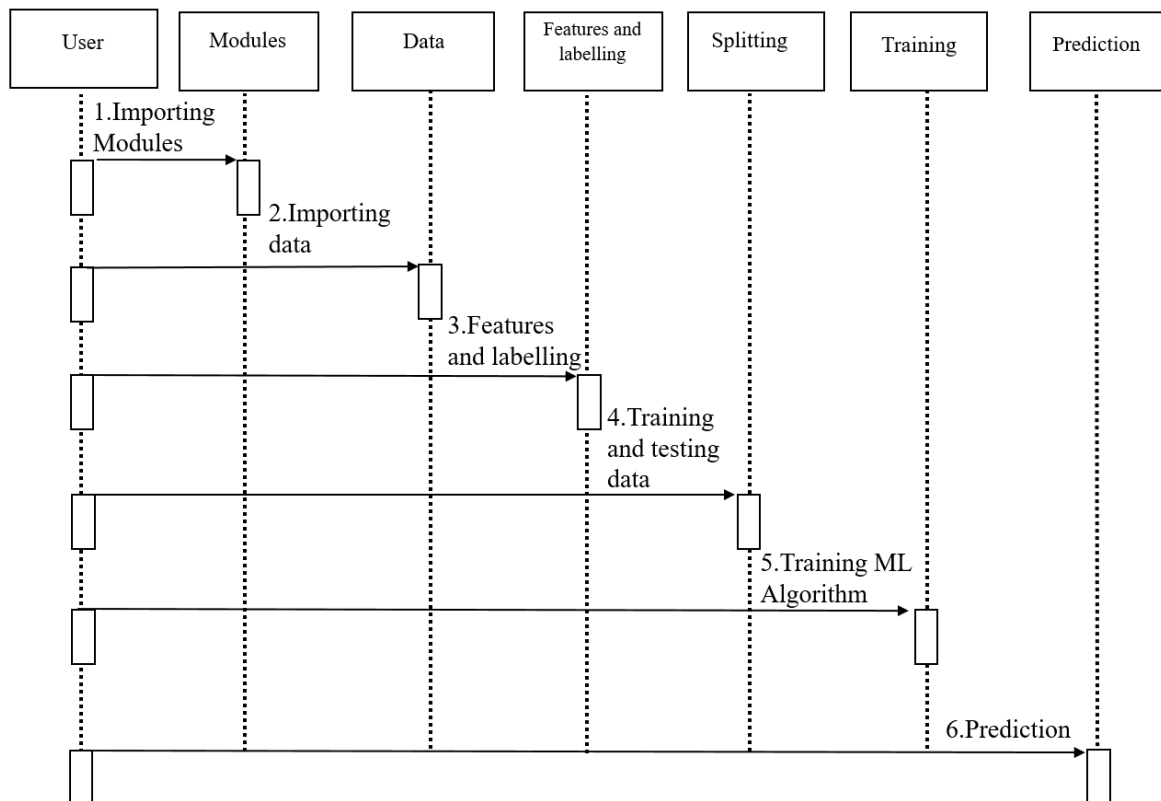 User
Modules
Data
Features and
labelling
Splitting
Training
Prediction
1.Importing
Modules
2.Importing
data
3.Features
and labelling
4.Training
and testing
data
5.Training ML
Algorithm
6.Prediction